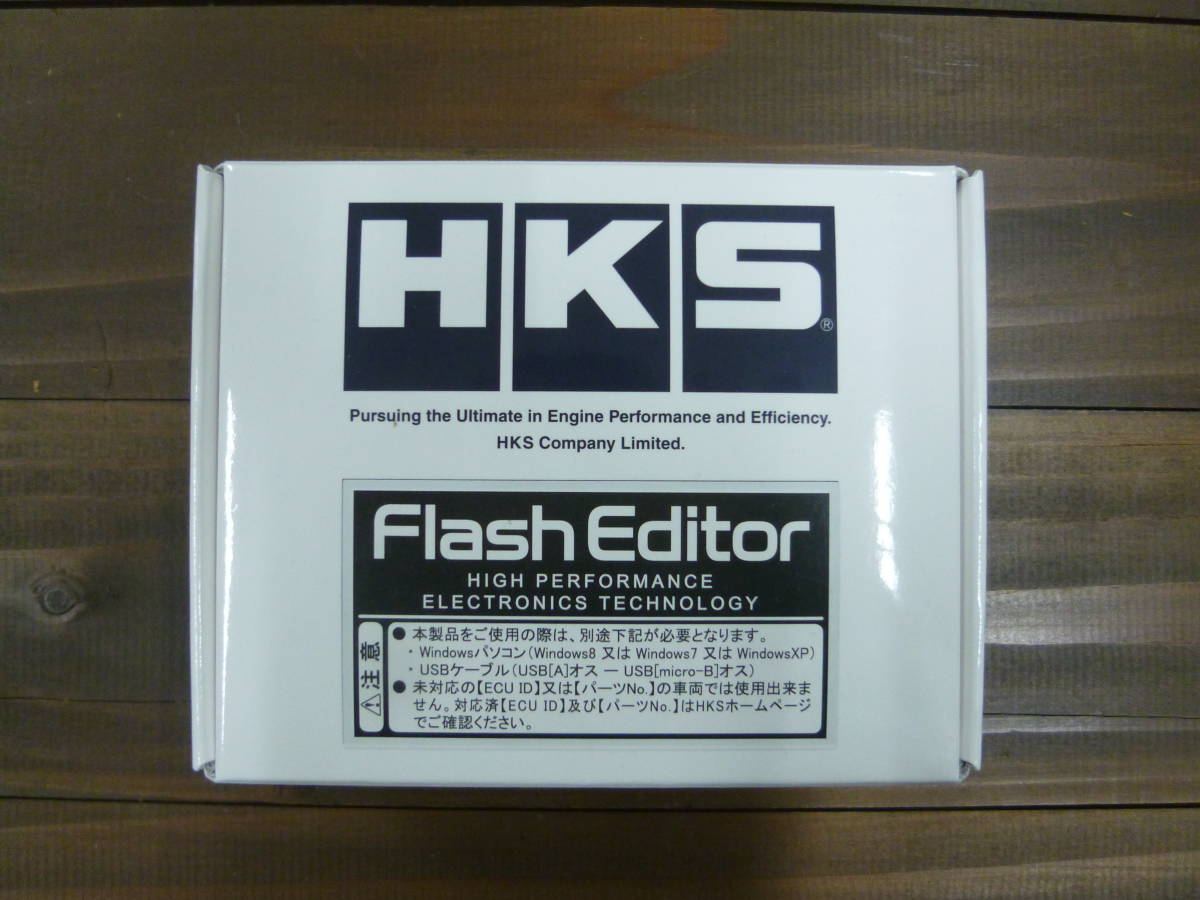 HKS®
Pursuing the Ultimate in Engine Performance and Efficiency.
HKS Company Limited.
Flash Editor
HIGH PERFORMANCE
ELECTRONICS TECHNOLOGY
⚠注意
● 本製品をご使用の際は、別途下記が必要となります。
・Windowsパソコン(Windows8 又は Windows7 又は WindowsXP)
・USBケーブル(USB[A]オス ー USB[micro-B]オス)
● 未対応の【ECU ID】又は【パーツNo.】の車両では使用出来ま
せん。対応済【ECU ID】及び【パーツNo.】はHKSホームページ
でご確認ください。